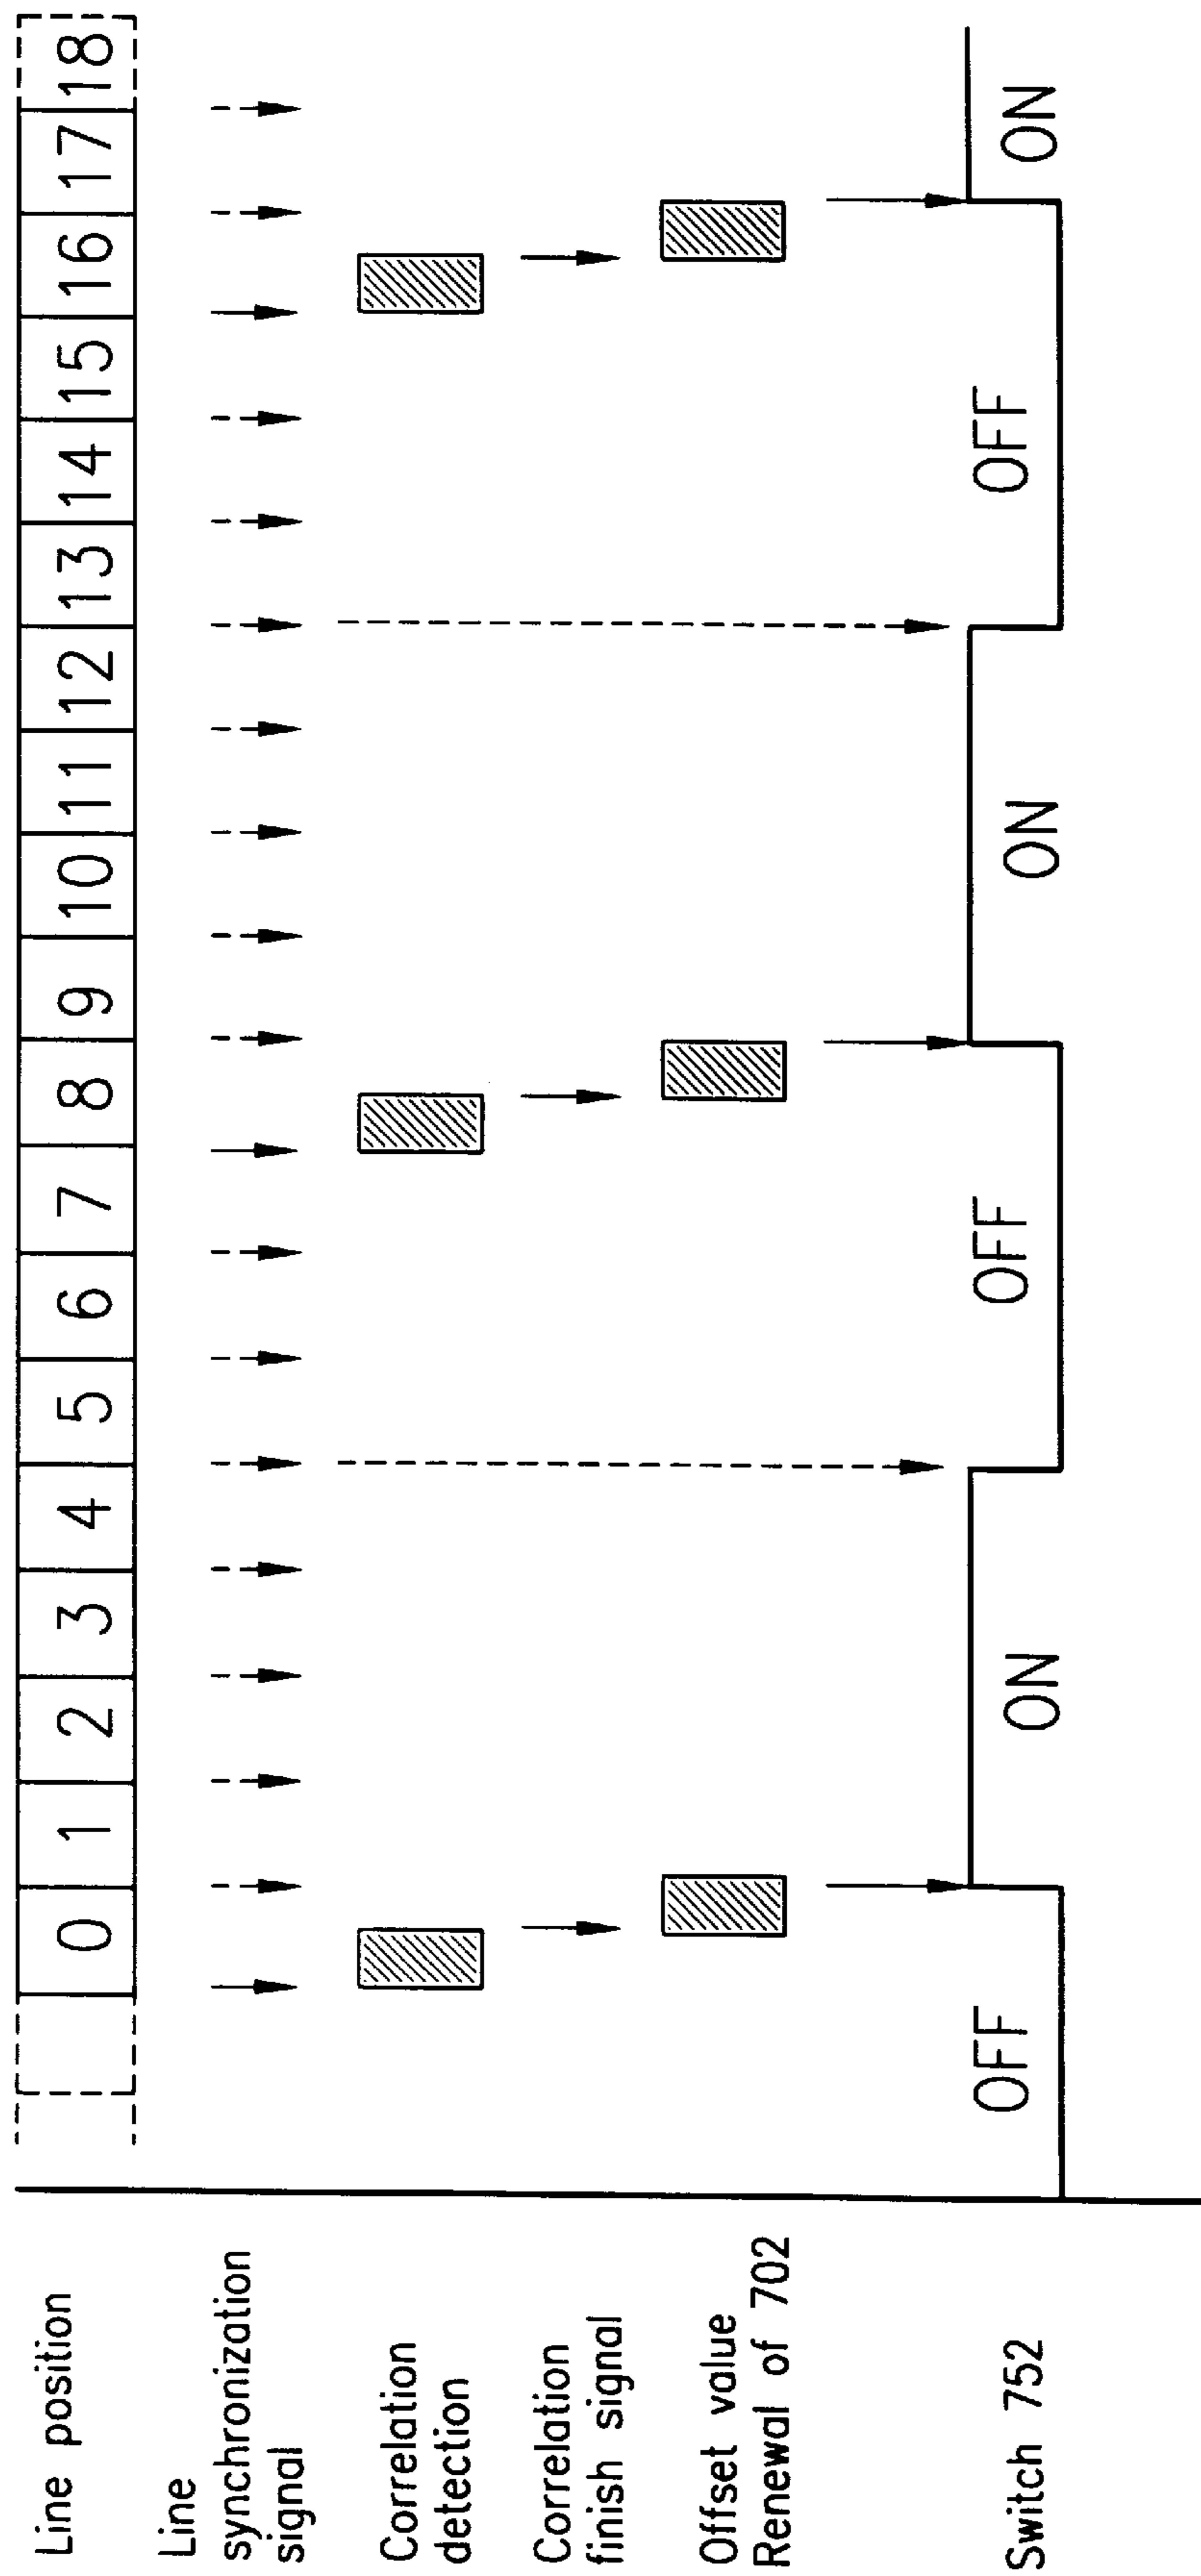 Line position
0 1 2 3 4 5 6 7 8 9 10 11 12 13 14 15 16 17 18
Line
synchronization
signal
Correlation
detection
Correlation
finish signal
Offset value
Renewal of 702
Switch 752
OFF ON OFF ON OFF ON